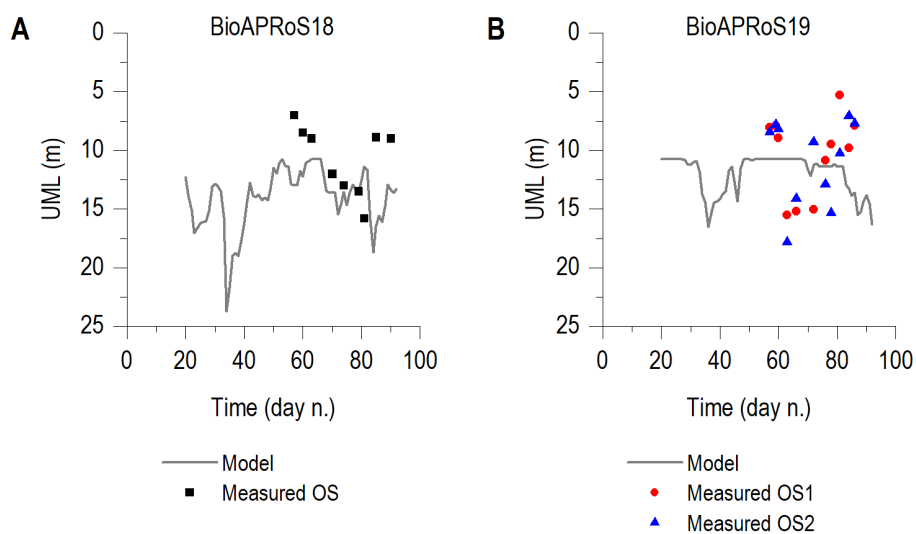 A
BioAPRoS18
0
5
10
15
20
25
UML (m)
0 20 40 60 80 100
Time (day n.)
Model
Measured OS
B
BioAPRoS19
0
5
10
15
20
25
UML (m)
0 20 40 60 80 100
Time (day n.)
Model
Measured OS1
Measured OS2